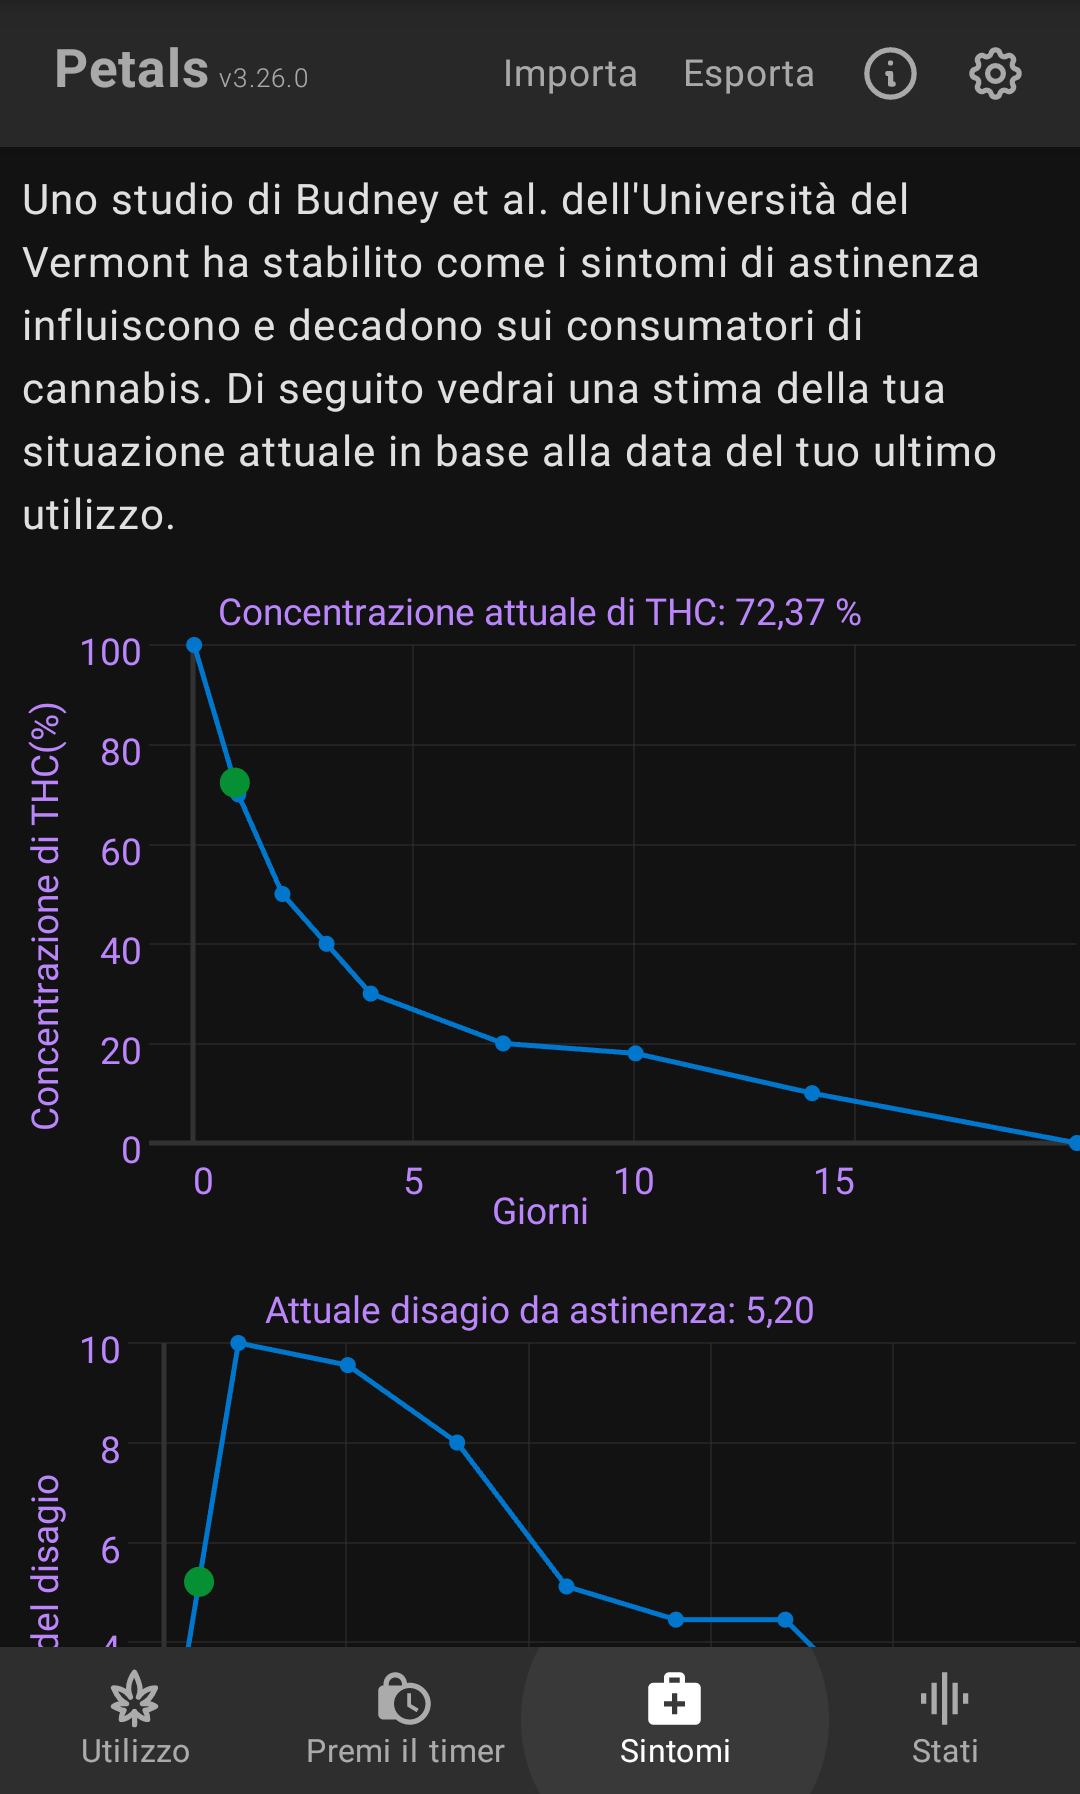 Petals v3.26.0 Importa Esporta
Uno studio di Budney et al. dell'Università del
Vermont ha stabilito come i sintomi di astinenza
influiscono e decadono sui consumatori di
cannabis. Di seguito vedrai una stima della tua
situazione attuale in base alla data del tuo ultimo
utilizzo.
Concentrazione attuale di THC: 72,37 %
Concentrazione di THC(%)
100
80
60
40
20
0
0 5 10 15
Giorni
Attuale disagio da astinenza: 5,20
del disagio
10
8
6
4
Utilizzo Premi il timer Sintomi Stati